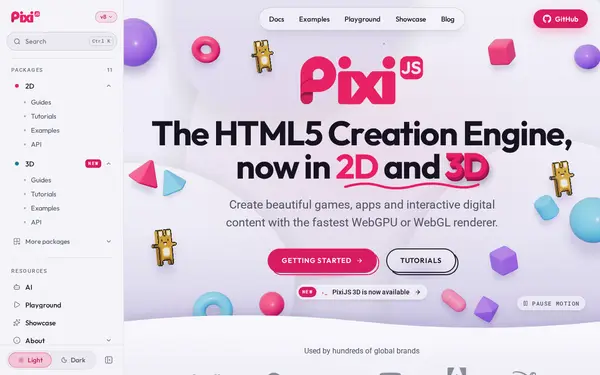 PixiJS
v8
Search
Ctrl K
PACKAGES
11
2D
Guides
Tutorials
Examples
API
3D
NEW
Guides
Tutorials
Examples
API
More packages
RESOURCES
AI
Playground
Showcase
About
Light
Dark
Docs
Examples
Playground
Showcase
Blog
GitHub
Pixi JS
The HTML5 Creation Engine,
now in 2D and 3D
Create beautiful games, apps and interactive digital
content with the fastest WebGPU or WebGL renderer.
GETTING STARTED →
TUTORIALS
NEW
PixiJS 3D is now available →
PAUSE MOTION
Used by hundreds of global brands